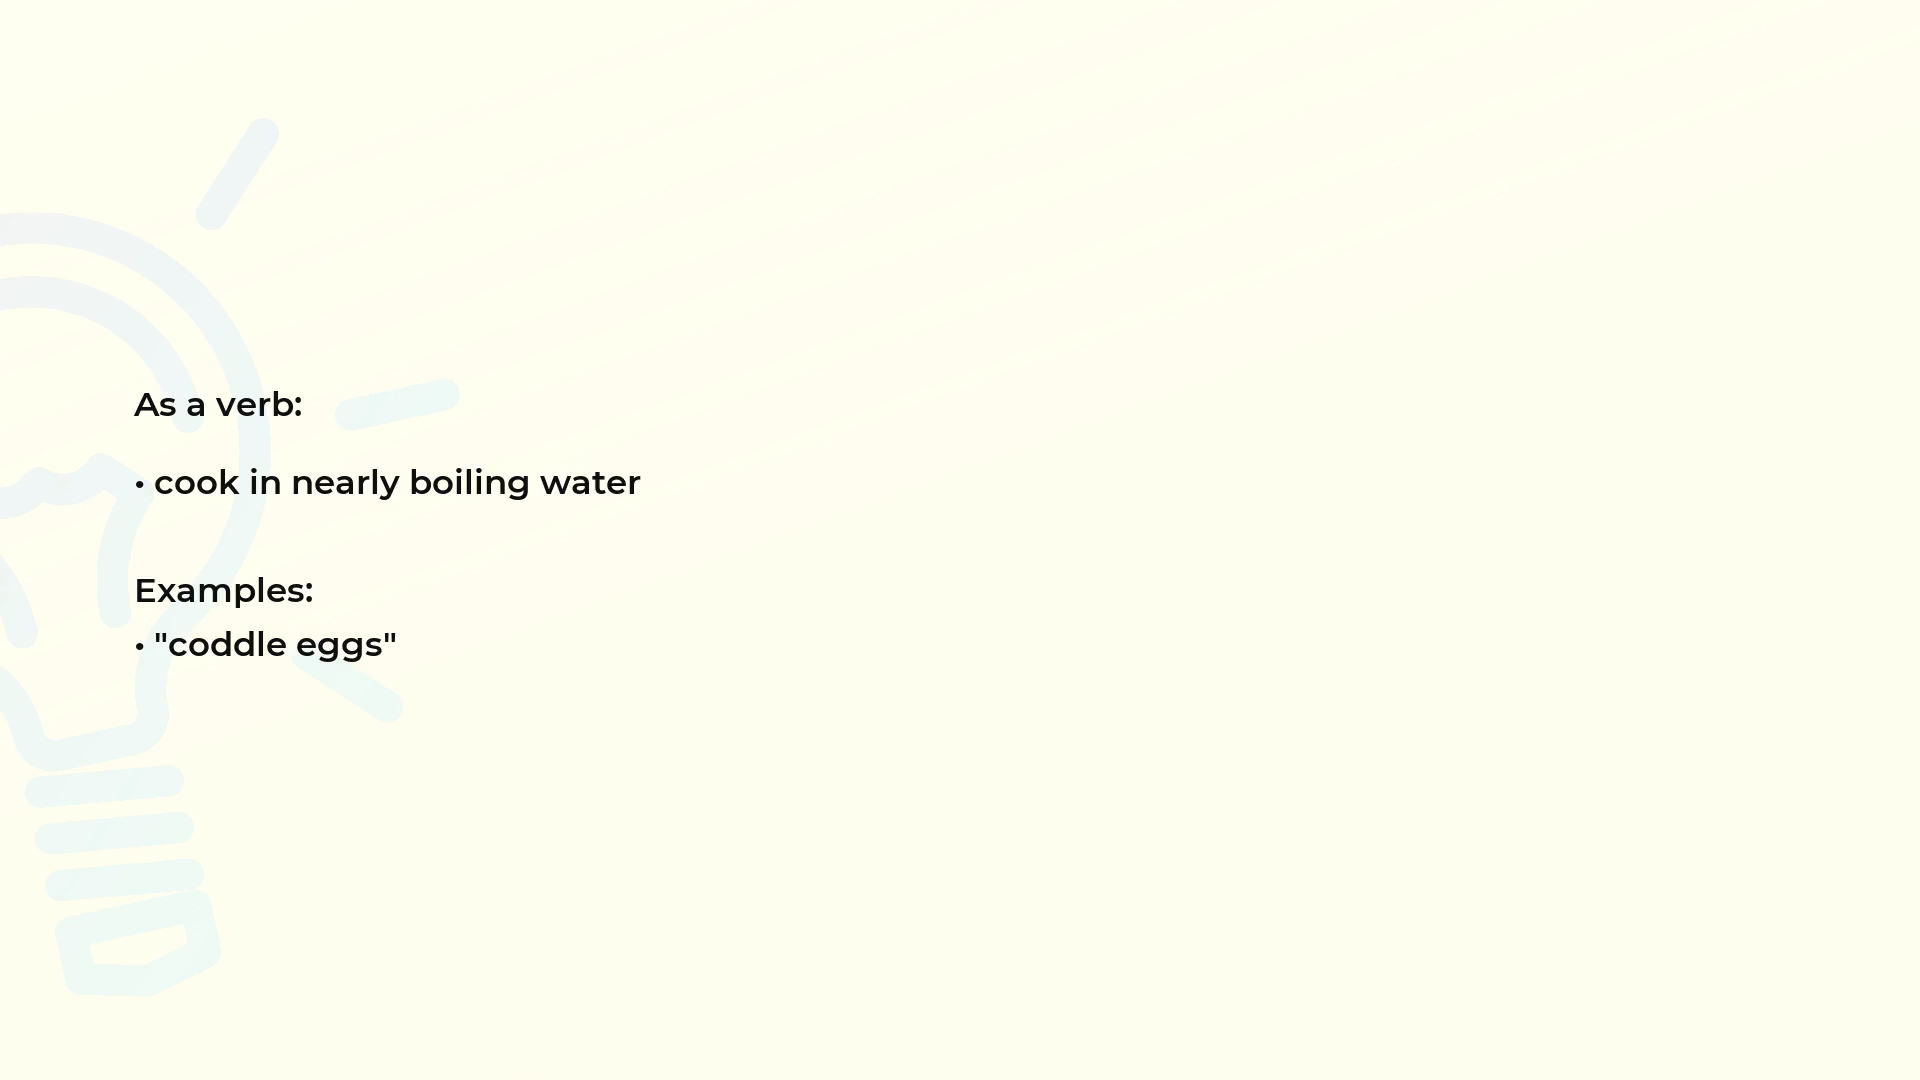 As a verb:
• cook in nearly boiling water
Examples:
• "coddle eggs"